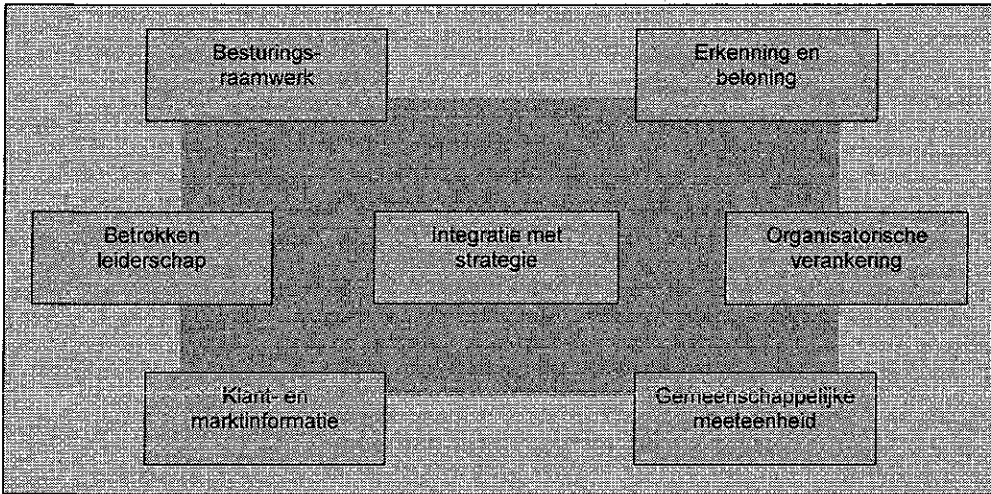 Besturings-
raamwerk
Erkenning en
beloning
Betrokken
leiderschap
Integratie met
strategie
Organisatorische
verankering
Klant- en
marktinformatie
Gemeenschappelijke
meeteenheid